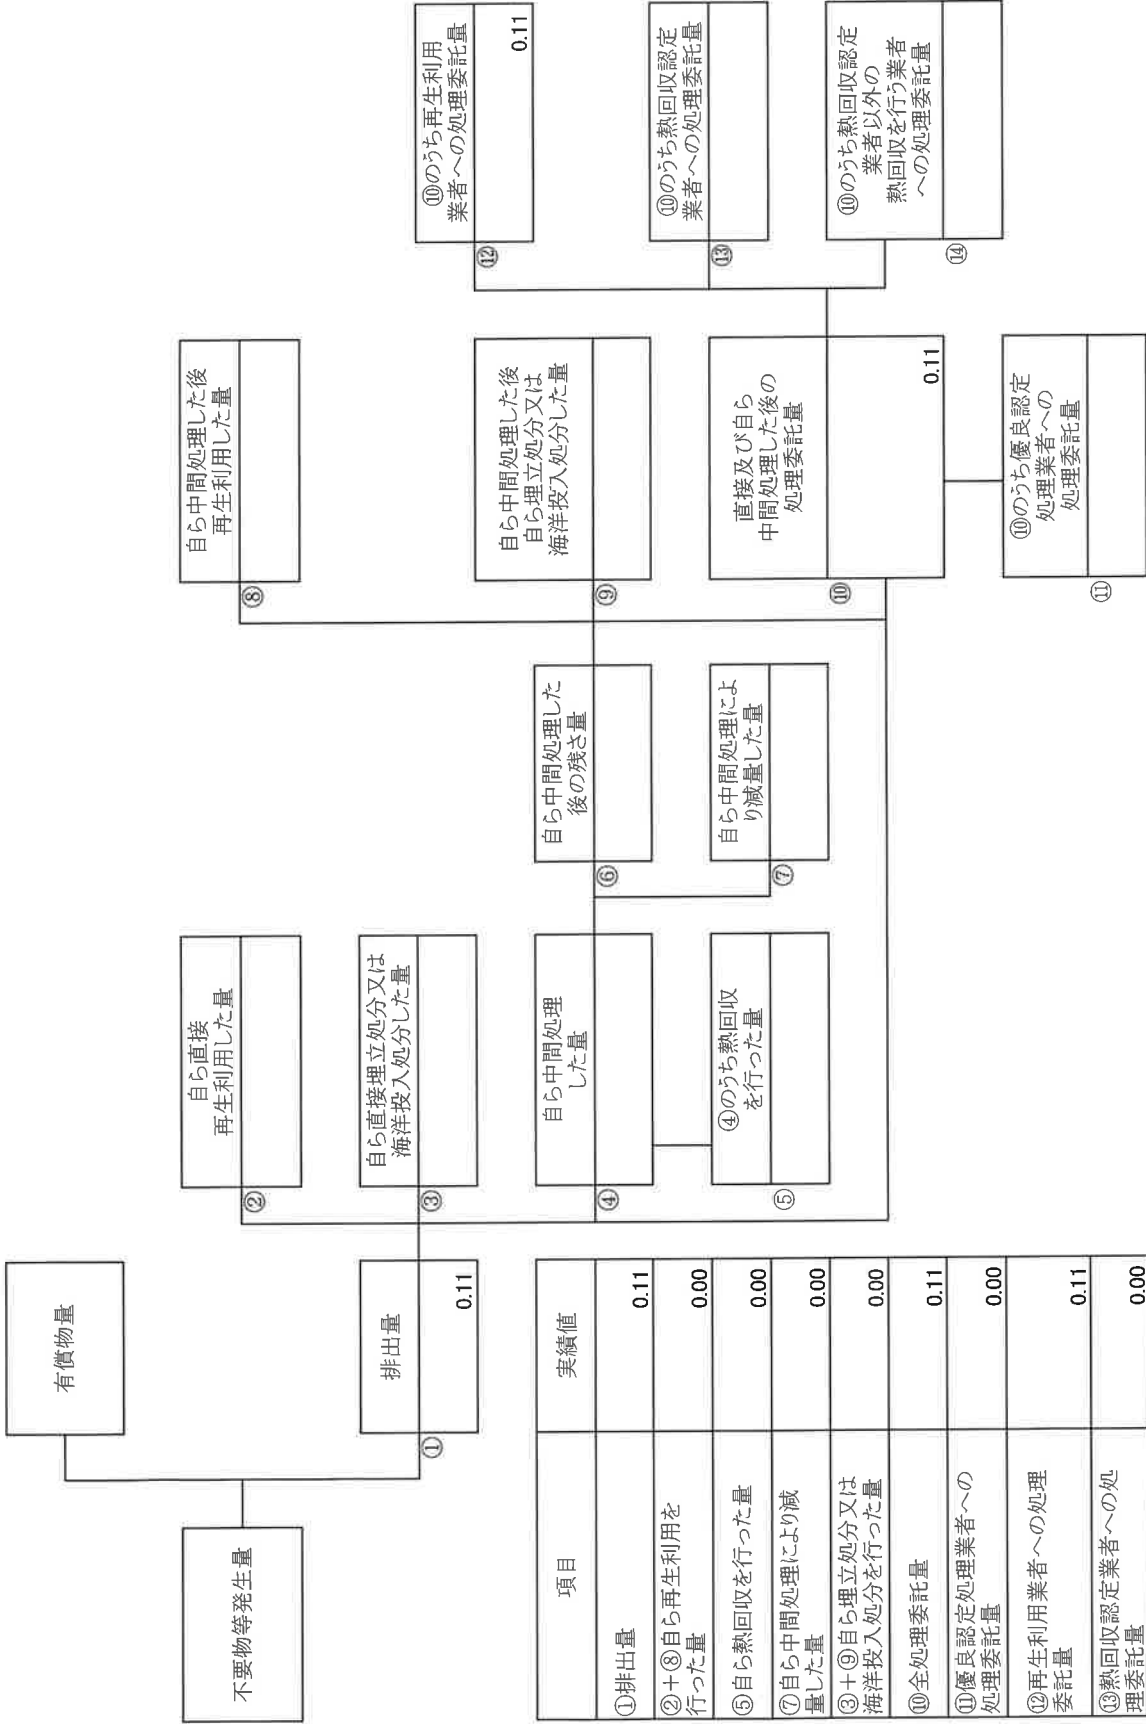 不要物等発生量
有償物量
排出量
①
0.11
自ら直接
再生利用した量
②
自ら直接埋立処分又は
海洋投入処分した量
③
自ら中間処理
した量
④
④のうち熱回収
を行った量
⑤
自ら中間処理した
後の残さ量
⑥
自ら中間処理によ
り減量した量
⑦
自ら中間処理した後
再生利用した量
⑧
自ら中間処理した後
自ら埋立処分又は
海洋投入処分した量
⑨
直接及び自ら
中間処理した後の
処理委託量
⑩
0.11
⑩のうち優良認定
処理業者への
処理委託量
⑪
⑩のうち再生利用
業者への処理委託量
⑫
0.11
⑩のうち熱回収認定
業者への処理委託量
⑬
⑩のうち熱回収認定
業者以外の
熱回収を行う業者
への処理委託量
⑭
項目 実績値
①排出量 0.11
②+⑧自ら再生利用を
行った量 0.00
⑤自ら熱回収を行った量 0.00
⑦自ら中間処理により減
量した量 0.00
③+⑨自ら埋立処分又は
海洋投入処分を行った量 0.00
⑩全処理委託量 0.11
⑪優良認定処理業者への
処理委託量 0.00
⑫再生利用業者への処理
委託量 0.11
⑬熱回収認定業者への処
理委託量 0.00